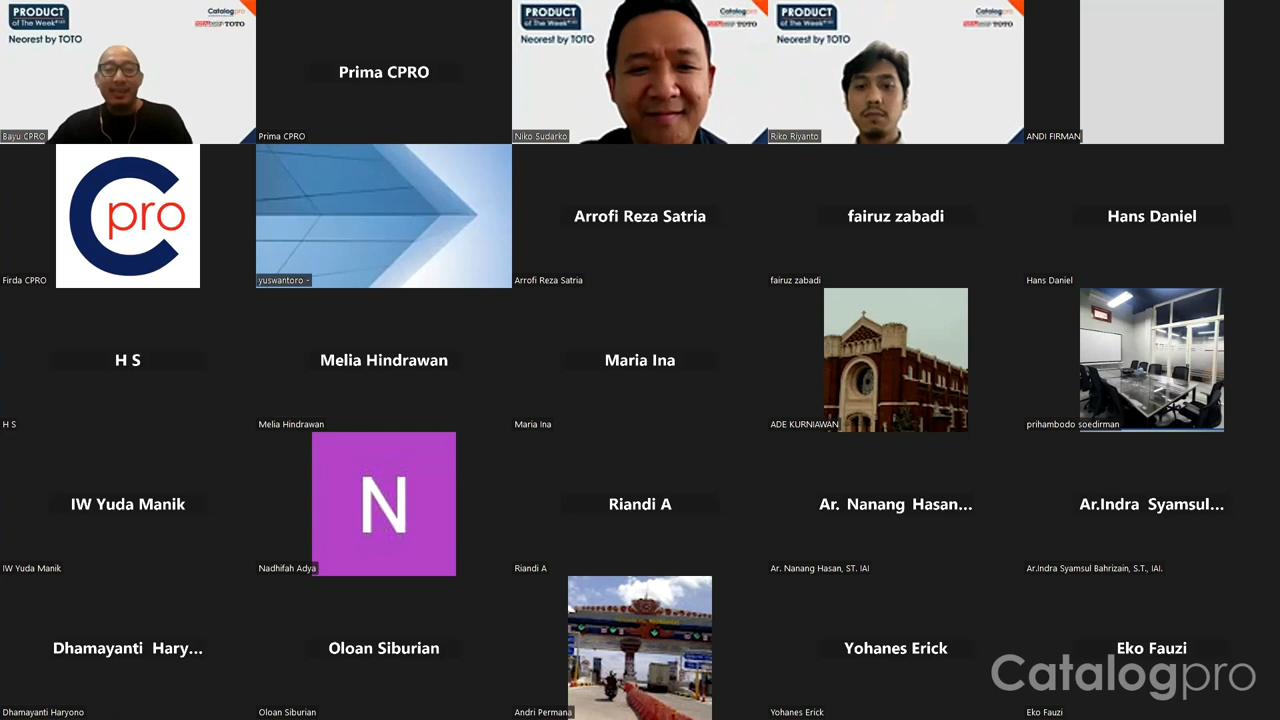 PRODUCT
of The Week
Catalogpro
TOTO
Neorest by TOTO
Bayu CPRO
Prima CPRO
Prima CPRO
PRODUCT
of The Week
Catalogpro
TOTO
Neorest by TOTO
Niko Sudarko
PRODUCT
of The Week
Catalogpro
TOTO
Neorest by TOTO
Riko Riyanto
ANDI FIRMAN
Cpro
Firda CPRO
yuswantoro -
Arrofi Reza Satria
Arrofi Reza Satria
fairuz zabadi
fairuz zabadi
Hans Daniel
Hans Daniel
H S
H S
Melia Hindrawan
Melia Hindrawan
Maria Ina
Maria Ina
ADE KURNIAWAN
prihambodo soedirman
IW Yuda Manik
IW Yuda Manik
N
Nadhifah Adya
Riandi A
Riandi A
Ar. Nanang Hasan...
Ar. Nanang Hasan, ST. IAI
Ar.Indra Syamsul...
Ar.Indra Syamsul Bahrizain, S.T., IAI.
Dhamayanti Hary...
Dhamayanti Haryono
Oloan Siburian
Oloan Siburian
Andri Permana
Yohanes Erick
Yohanes Erick
Eko Fauzi
Eko Fauzi
Catalogpro